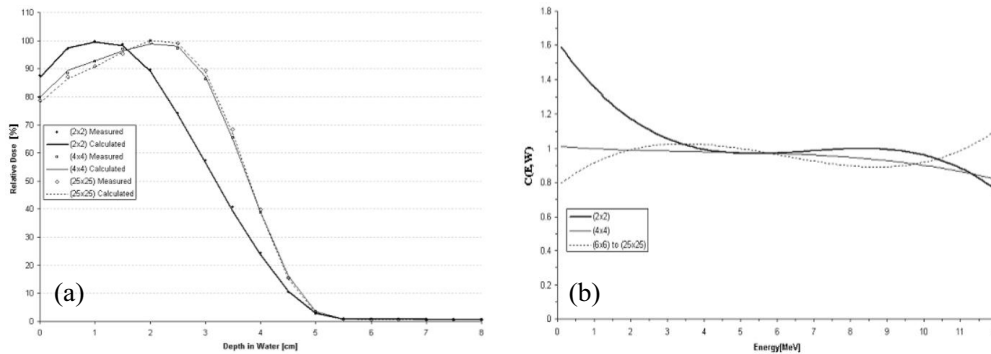 110
100
90
80
70
60
50
40
30
20
10
0
Relative Dose [%]
(2x2) Measured
(2x2) Calculated
(4x4) Measured
(4x4) Calculated
(25x25) Measured
(25x25) Calculated
(a)
0 1 2 3 4 5 6 7 8
Depth in Water [cm]
1.8
1.6
1.4
1.2
1
0.8
0.6
0.4
0.2
0
C(E,W)
(2x2)
(4x4)
(6x6) to (25x25)
(b)
0 1 2 3 4 5 6 7 8 9 10 11
Energy[MeV]